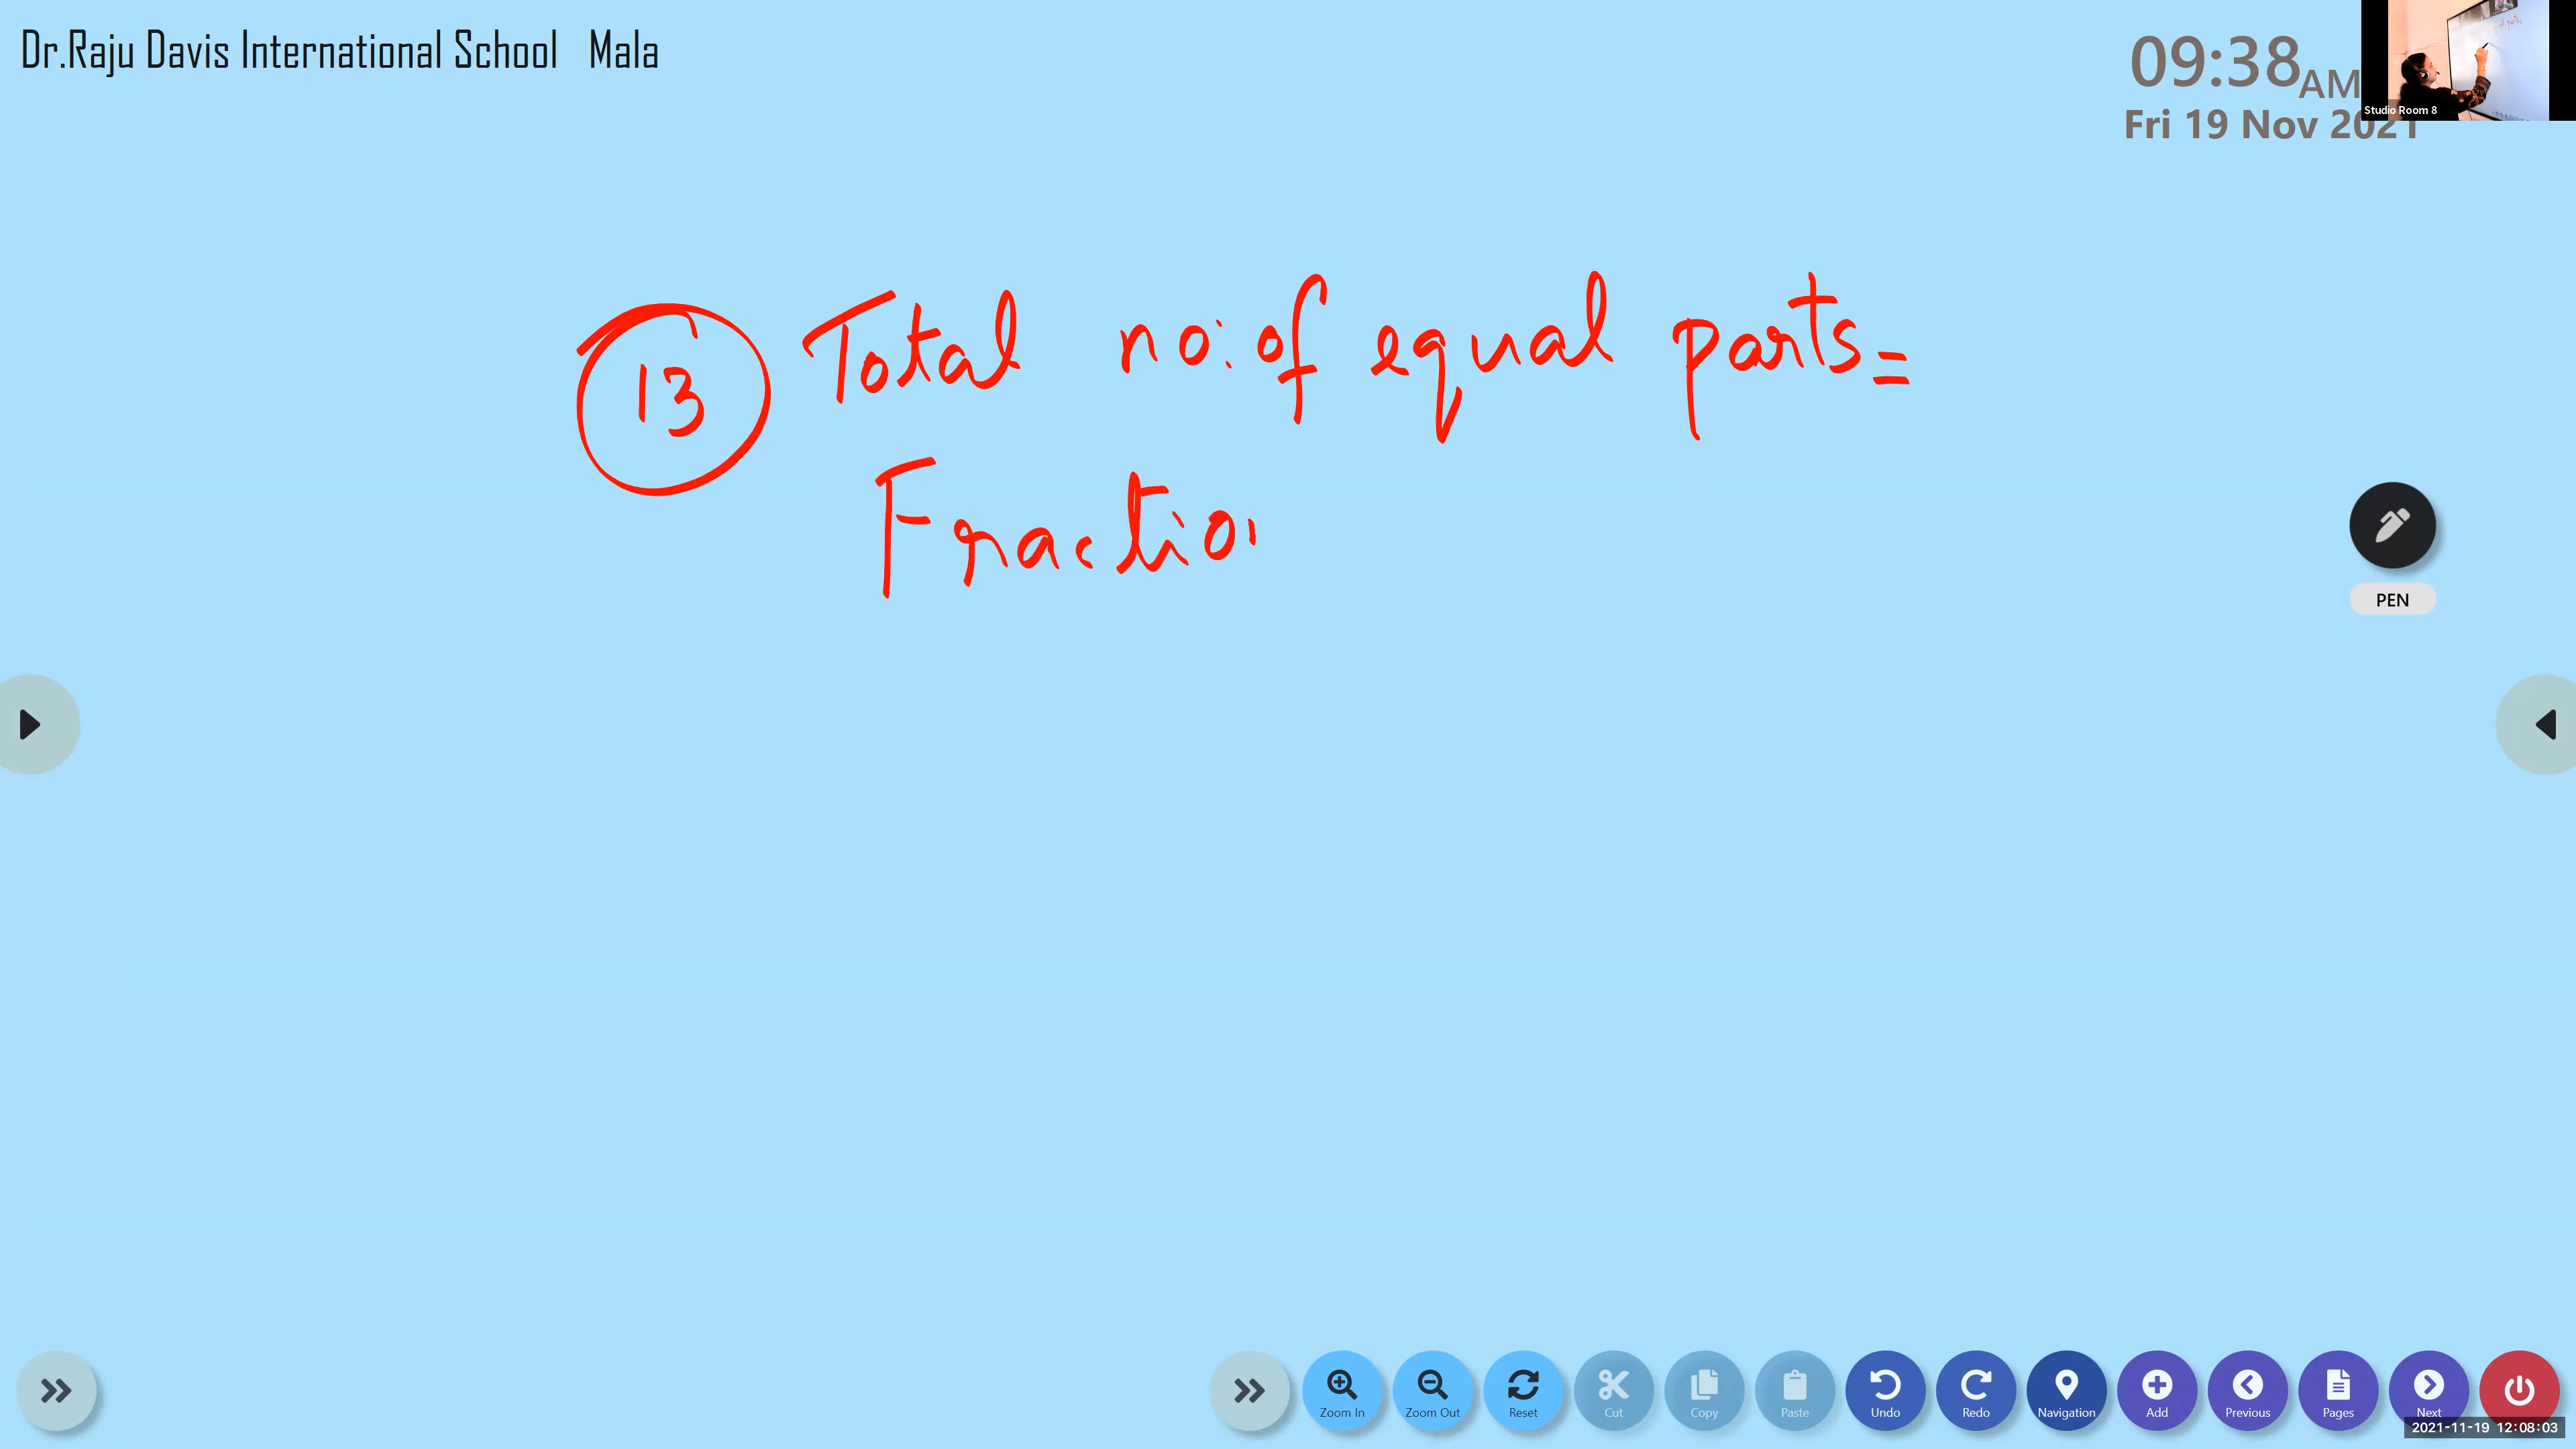 Dr.Raju Davis International School Mala
09:38 AM
Fri 19 Nov 2021
Studio Room 8
13 Total no: of equal parts =
Fractio
PEN
Zoom In Zoom Out Reset Cut Copy Paste Undo Redo Navigation Add Previous Pages Next
2021-11-19 12:08:03